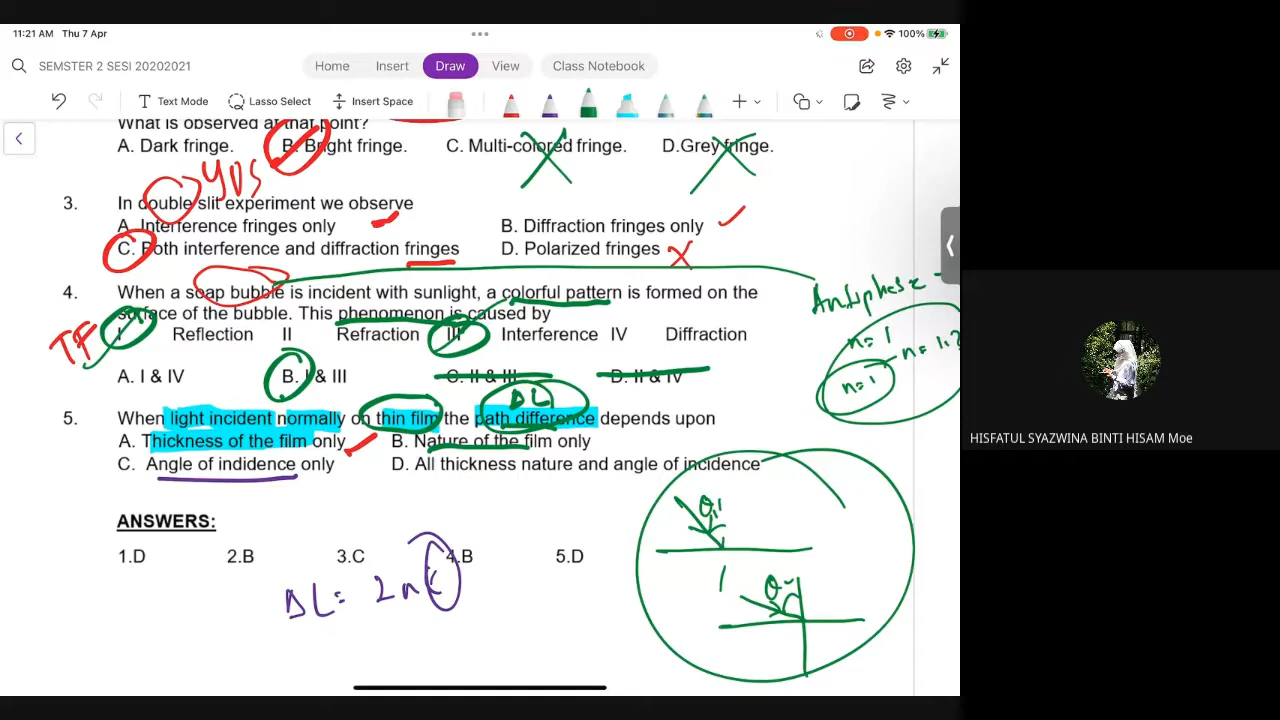 11:21 AM Thu 7 Apr
100%
SEMSTER 2 SESI 20202021
Home Insert Draw View Class Notebook
Text Mode Lasso Select Insert Space
What is observed at that point?
A. Dark fringe. B. Bright fringe. C. Multi-colored fringe. D.Grey fringe.
YDS
3. In double slit experiment we observe
A. Interference fringes only B. Diffraction fringes only
C. Both interference and diffraction fringes D. Polarized fringes
4. When a soap bubble is incident with sunlight, a colorful pattern is formed on the
surface of the bubble. This phenomenon is caused by
Antiphase
TF
I Reflection II Refraction III Interference IV Diffraction
n=1
n=1.3
n=1
A. I & IV B. I & III C. II & III D. II & IV
ΔL
5. When light incident normally on thin film the path difference depends upon
A. Thickness of the film only B. Nature of the film only
C. Angle of indidence only D. All thickness nature and angle of incidence
HISFATUL SYAZWINA BINTI HISAM Moe
ANSWERS:
1.D 2.B 3.C 4.B 5.D
ΔL= 2nt